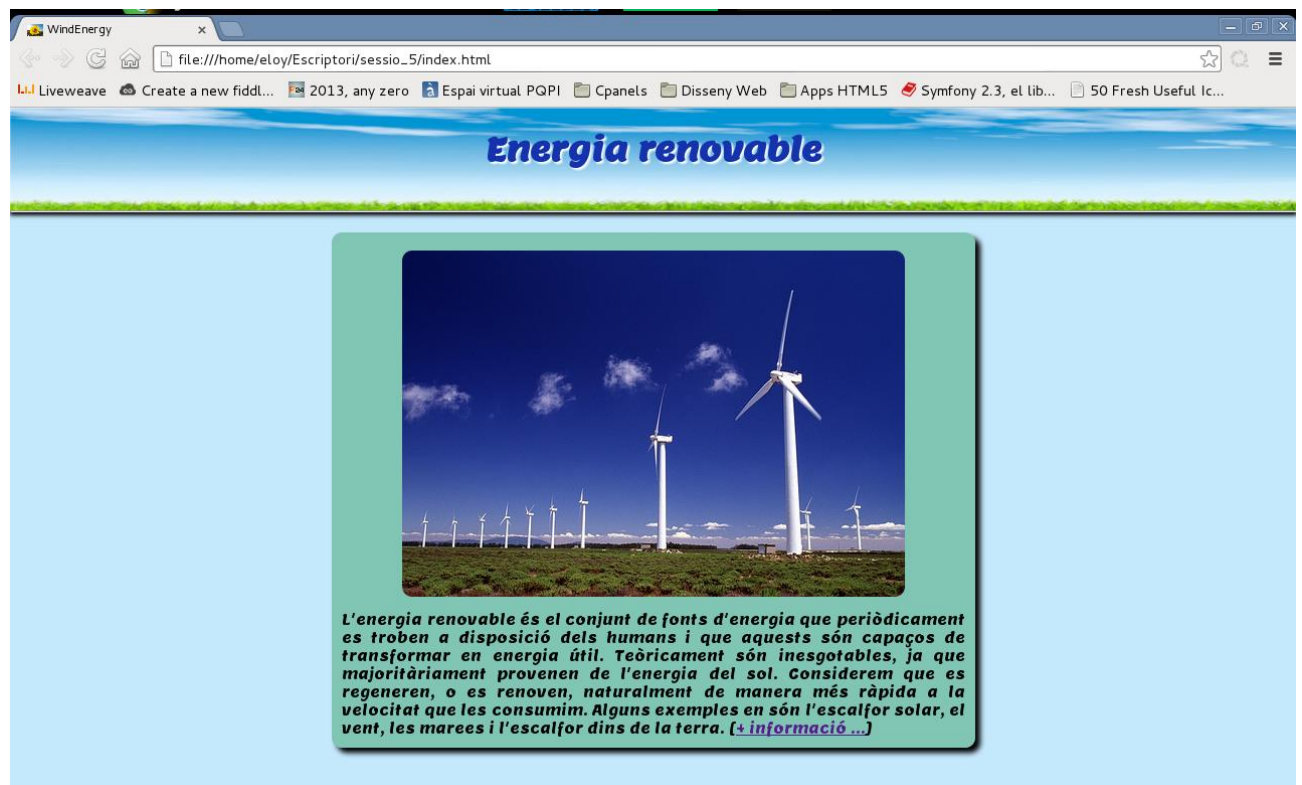 WindEnergy
file:///home/eloy/Escriptori/sessio_5/index.html
Liveweave Create a new fiddl... 2013, any zero Espai virtual PQPI Cpanels Disseny Web Apps HTML5 Symfony 2.3, el lib... 50 Fresh Useful Ic...
Energia renovable
L'energia renovable és el conjunt de fonts d'energia que periòdicament
es troben a disposició dels humans i que aquests són capaços de
transformar en energia útil. Teòricament són inesgotables, ja que
majoritàriament provenen de l'energia del sol. Considerem que es
regeneren, o es renoven, naturalment de manera més ràpida a la
velocitat que les consumim. Alguns exemples en són l'escalfor solar, el
vent, les marees i l'escalfor dins de la terra. (+ informació ...)